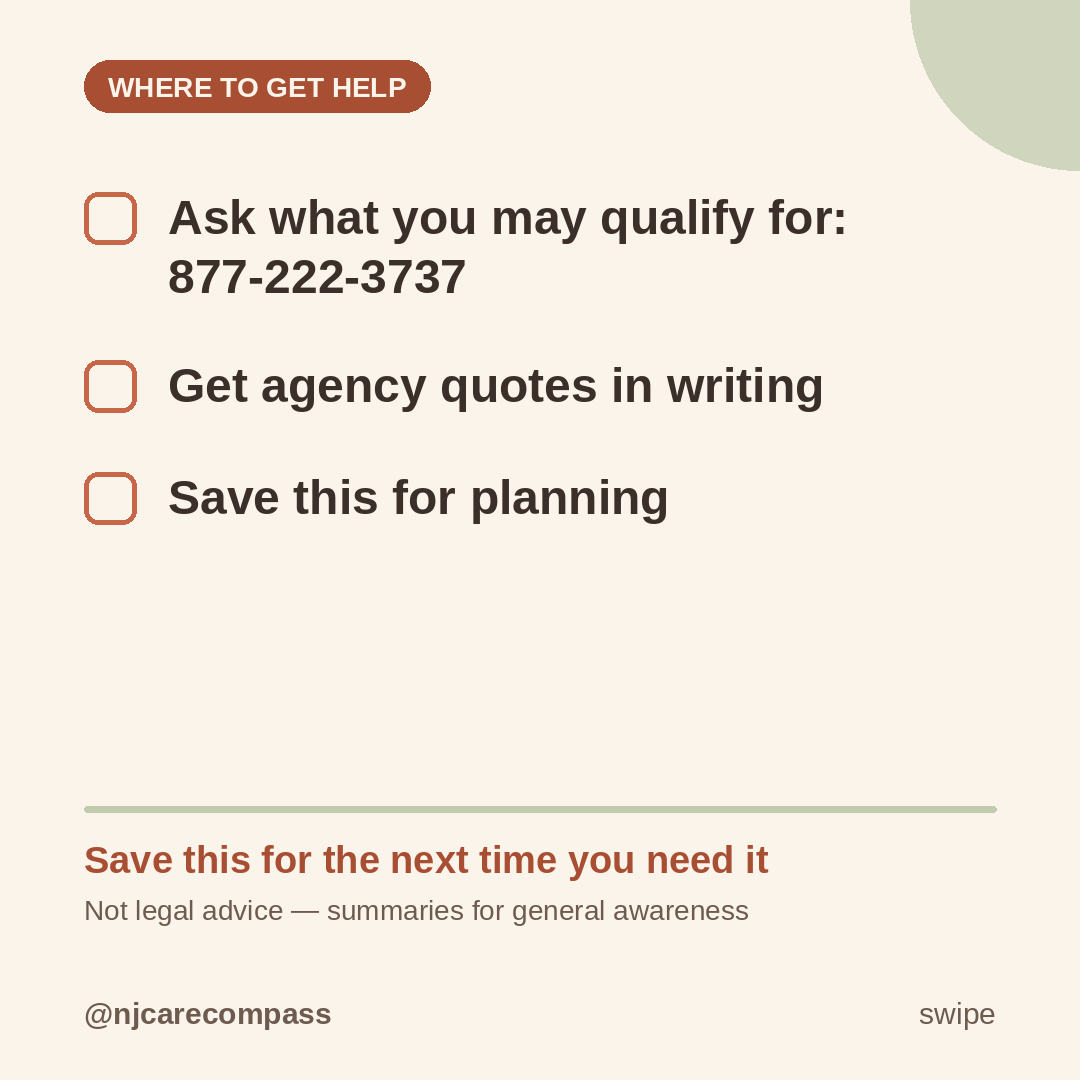 WHERE TO GET HELP
Ask what you may qualify for:
877-222-3737
Get agency quotes in writing
Save this for planning
Save this for the next time you need it
Not legal advice — summaries for general awareness
@njcarecompass
swipe